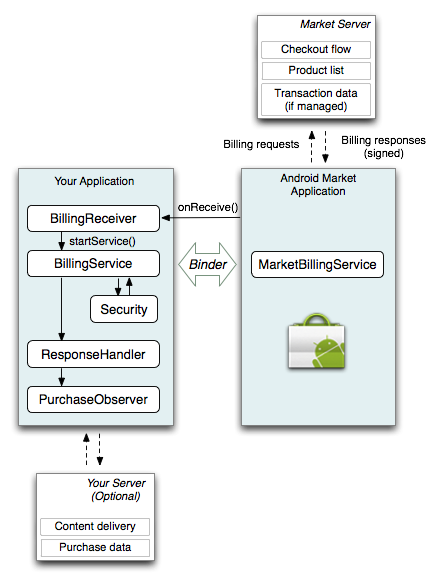 Market Server
Checkout flow
Product list
Transaction data
(if managed)
Billing requests
Billing responses
(signed)
Your Application
BillingReceiver
startService()
BillingService
Security
ResponseHandler
PurchaseObserver
onReceive()
Binder
Android Market
Application
MarketBillingService
Your Server
(Optional)
Content delivery
Purchase data